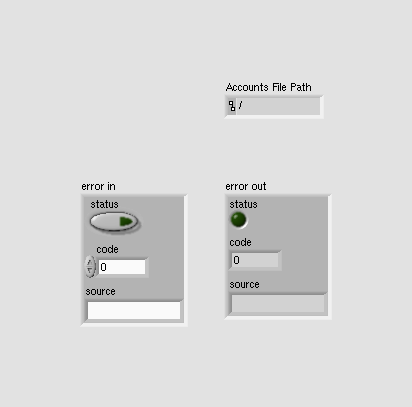 Accounts File Path
/
error in
status
code
0
source
error out
status
code
0
source